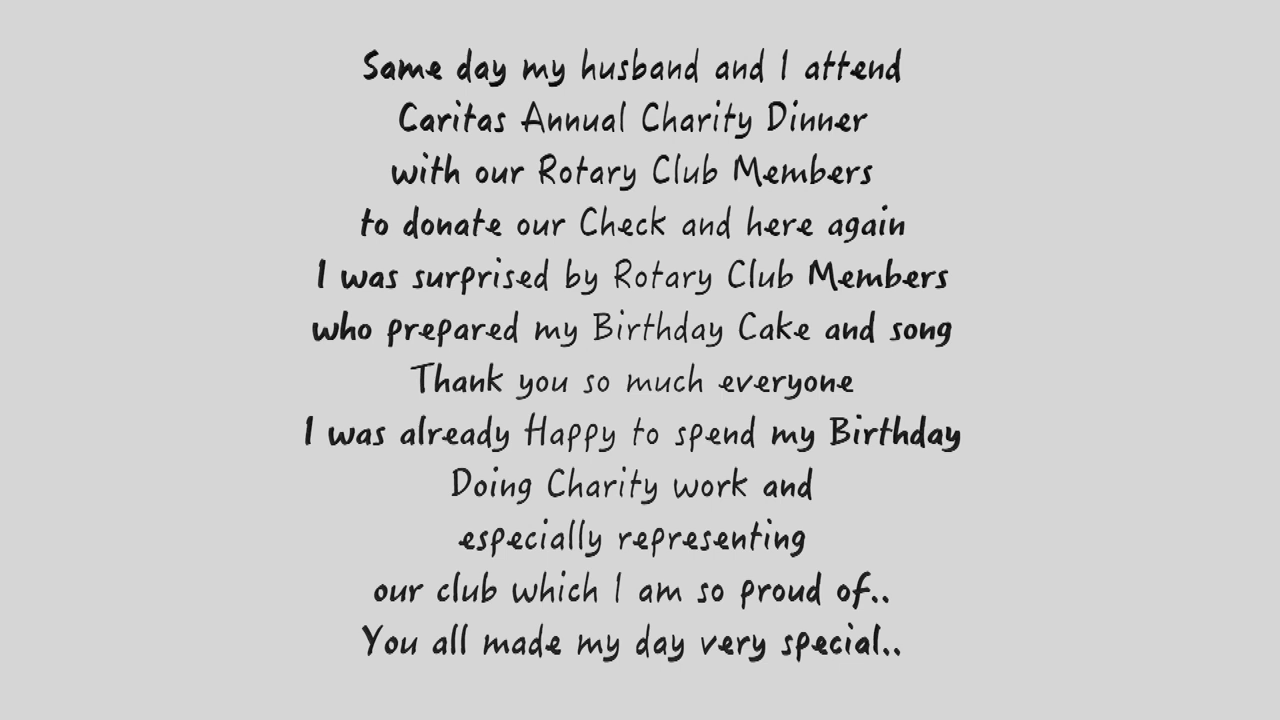 Same day my husband and I attend
Caritas Annual Charity Dinner
with our Rotary Club Members
to donate our Check and here again
I was surprised by Rotary Club Members
who prepared my Birthday Cake and song
Thank you so much everyone
I was already Happy to spend my Birthday
Doing Charity work and
especially representing
our club which I am so proud of..
You all made my day very special..